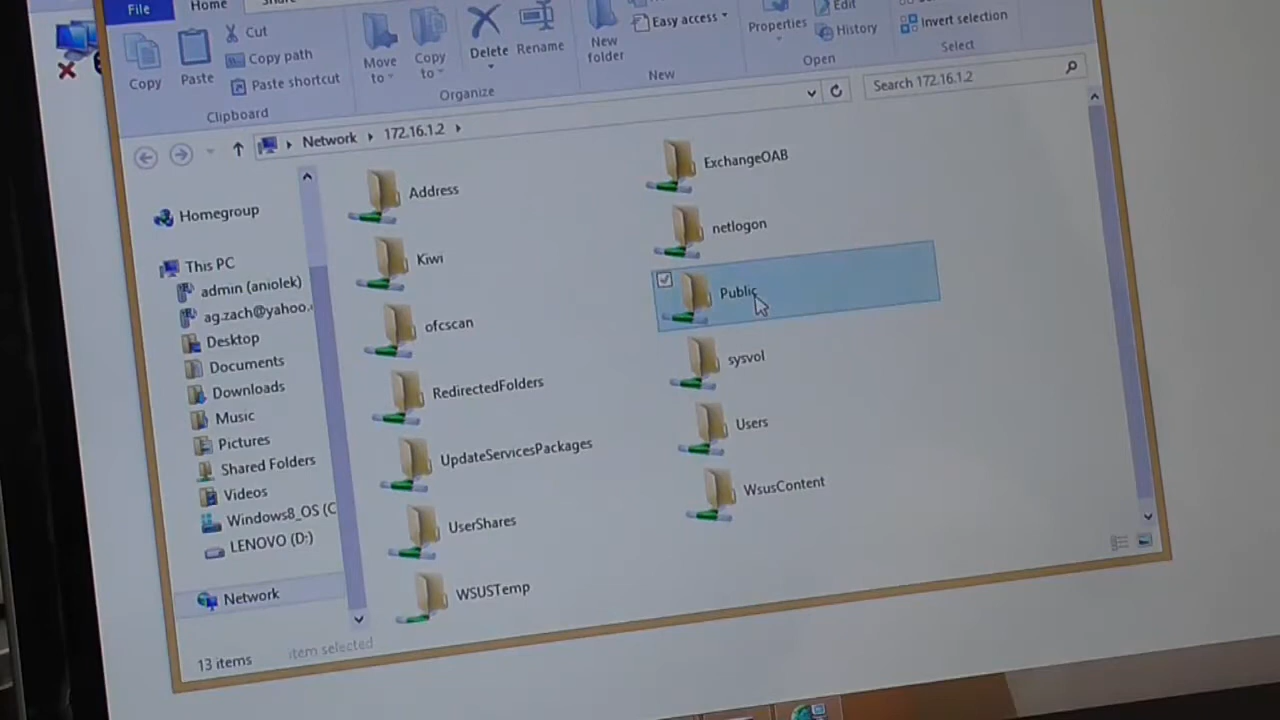 File
Home
Share
Copy
Paste
Cut
Copy path
Paste shortcut
Clipboard
Move to
Copy to
Delete
Rename
Organize
New folder
Easy access
New
Properties
Edit
History
Open
Invert selection
Select
Network
172.16.1.2
Search 172.16.1.2
Homegroup
This PC
admin (aniolek)
ag.zach@yahoo.
Desktop
Documents
Downloads
Music
Pictures
Shared Folders
Videos
Windows8_OS (C
LENOVO (D:)
Network
Address
Kiwi
ofcscan
RedirectedFolders
UpdateServicesPackages
UserShares
WSUSTemp
ExchangeOAB
netlogon
Public
sysvol
Users
WsusContent
13 items
item selected